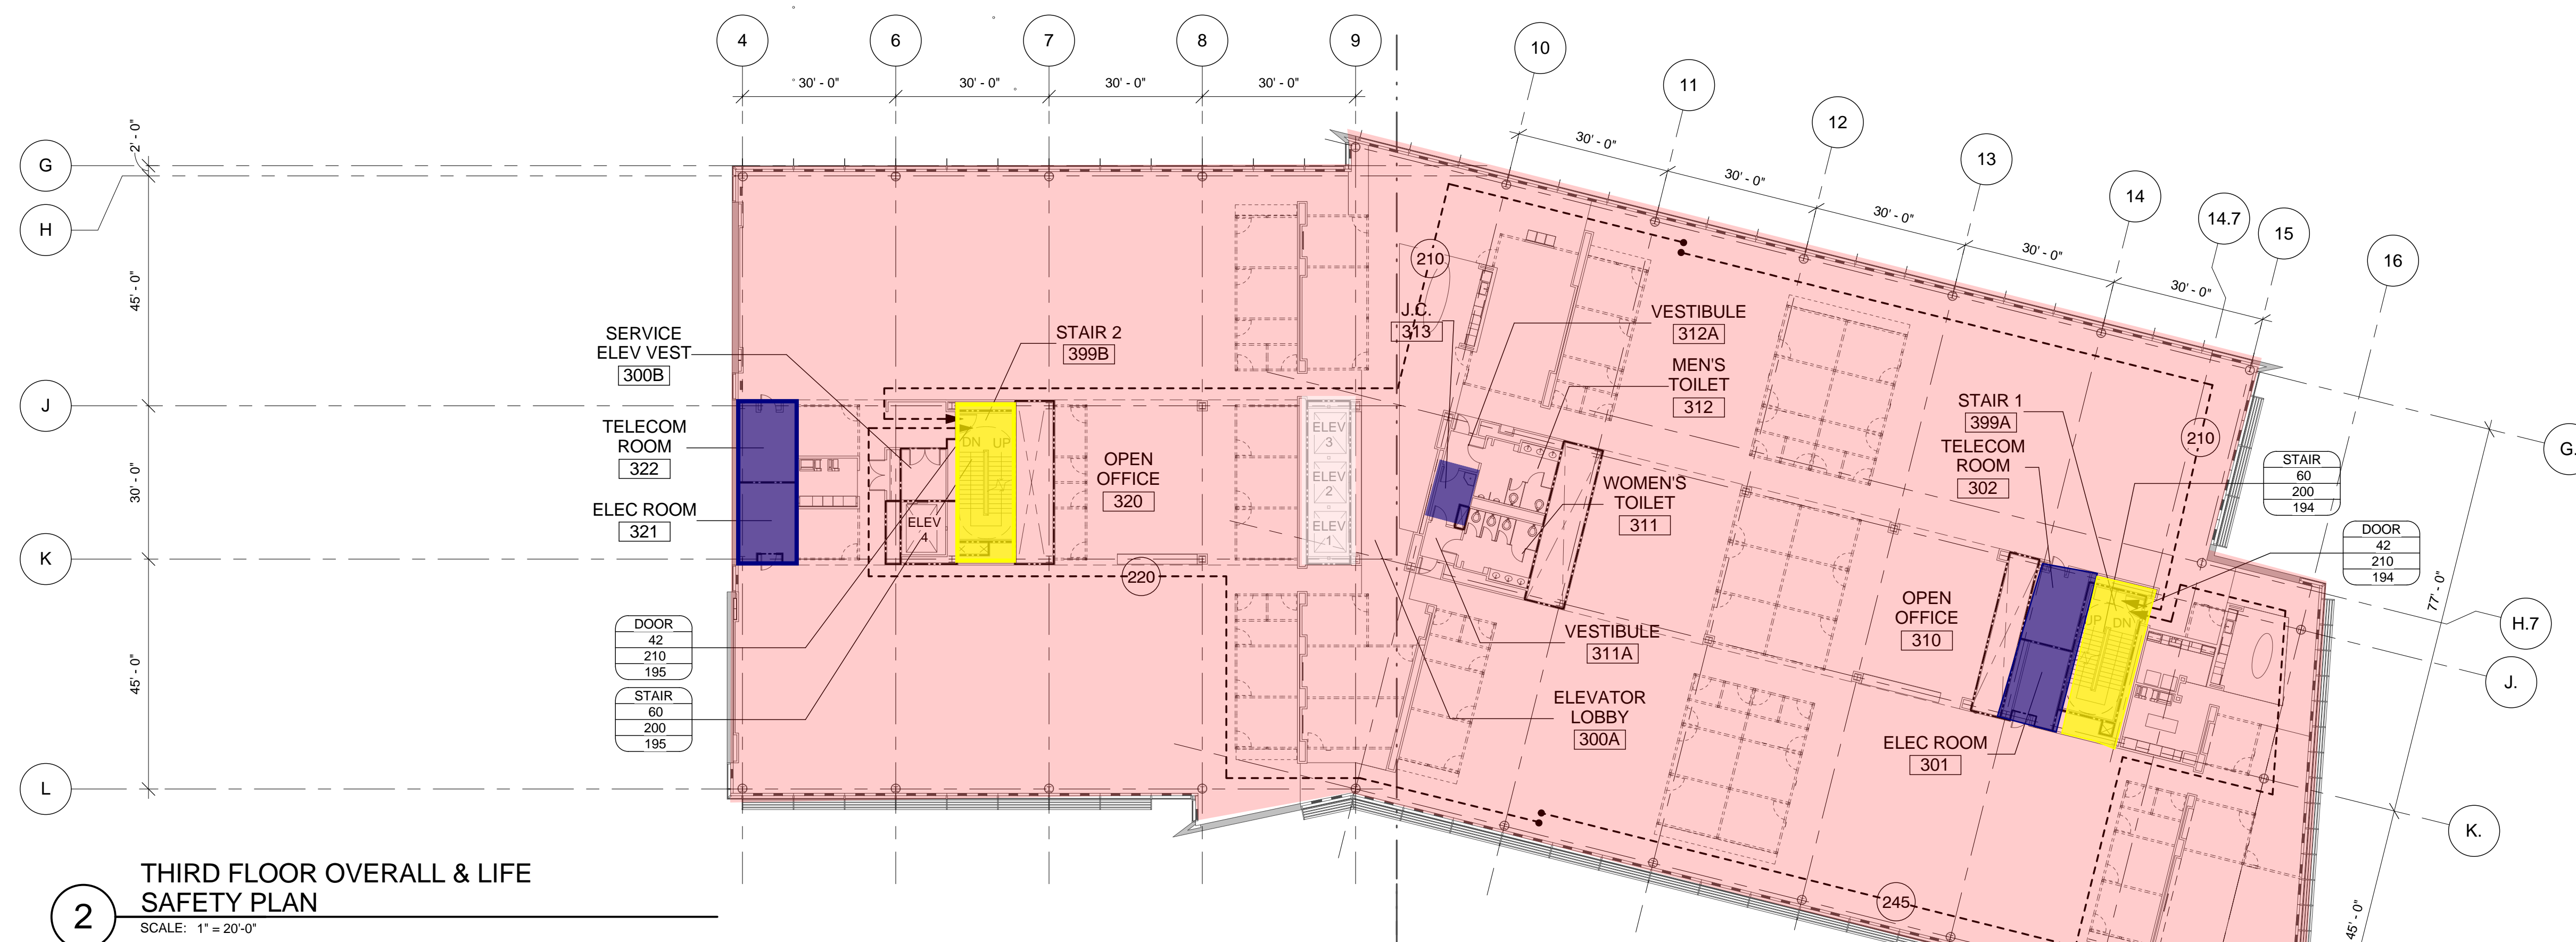 4
6
7
8
9
10
11
12
13
14
14.7
15
16
30' - 0"
30' - 0"
30' - 0"
30' - 0"
30' - 0"
30' - 0"
30' - 0"
30' - 0"
30' - 0"
G
H
J
K
L
2' - 0"
45' - 0"
30' - 0"
45' - 0"
SERVICE
ELEV VEST
300B
TELECOM
ROOM
322
ELEC ROOM
321
STAIR 2
399B
DN
UP
ELEV
4
OPEN
OFFICE
320
ELEV
3
ELEV
2
ELEV
1
220
DOOR
42
210
195
STAIR
60
200
195
210
J.C.
313
VESTIBULE
312A
MEN'S
TOILET
312
WOMEN'S
TOILET
311
VESTIBULE
311A
ELEVATOR
LOBBY
300A
STAIR 1
399A
TELECOM
ROOM
302
OPEN
OFFICE
310
ELEC ROOM
301
UP
DN
210
245
STAIR
60
200
194
DOOR
42
210
194
G.
H.7
J.
K.
77' - 0"
45' - 0"
2
THIRD FLOOR OVERALL & LIFE
SAFETY PLAN
SCALE: 1" = 20'-0"